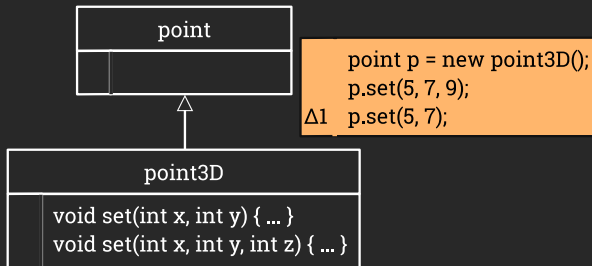 point
point p = new point3D();
p.set(5, 7, 9);
Δ1 p.set(5, 7);
point3D
void set(int x, int y) { ... }
void set(int x, int y, int z) { ... }